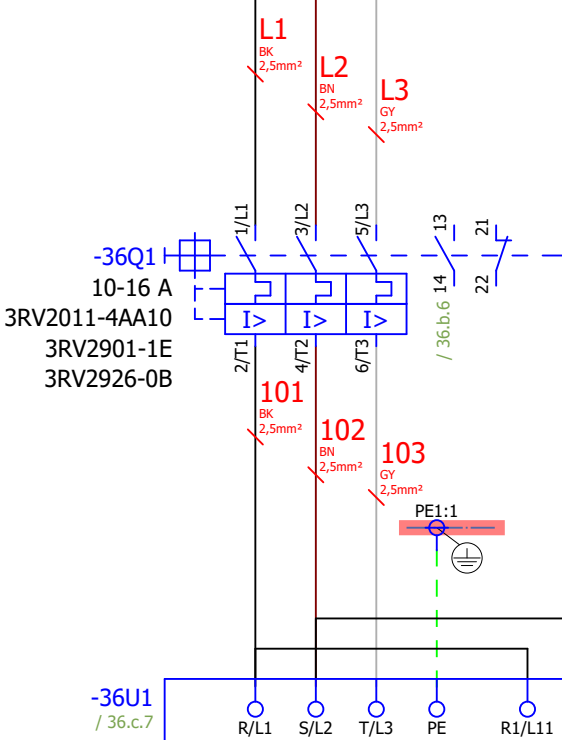 L1
BK
2,5mm²
L2
BN
2,5mm²
L3
GY
2,5mm²
1/L1
3/L2
5/L3
13
21
-36Q1
10-16 A
3RV2011-4AA10
3RV2901-1E
3RV2926-0B
I>
I>
I>
14
22
/ 36.b.6
2/T1
4/T2
6/T3
101
BK
2,5mm²
102
BN
2,5mm²
103
GY
2,5mm²
PE1:1
-36U1
/ 36.c.7
R/L1
S/L2
T/L3
PE
R1/L11